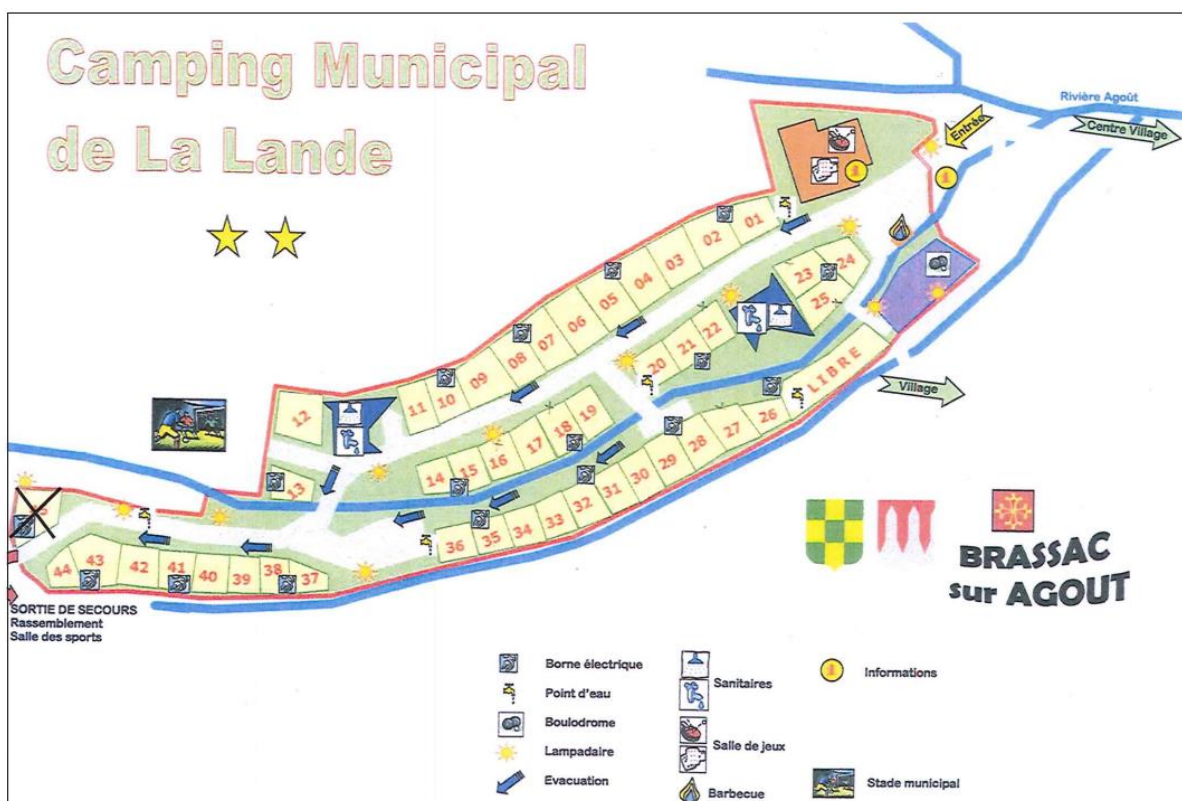 Camping Municipal
de La Lande
Rivière Agoût
Entrée
Centre Village
01
02
03
04
05
06
07
08
09
10
11
12
13
14
15
16
17
18
19
20
21
22
23
24
25
LIBRE
Village
26
27
28
29
30
31
32
33
34
35
36
37
38
39
40
41
42
43
44
SORTIE DE SECOURS
Rassemblement
Salle des sports
BRASSAC
sur AGOUT
Borne électrique
Point d'eau
Boulodrome
Lampadaire
Evacuation
Sanitaires
Salle de jeux
Barbecue
Informations
Stade municipal